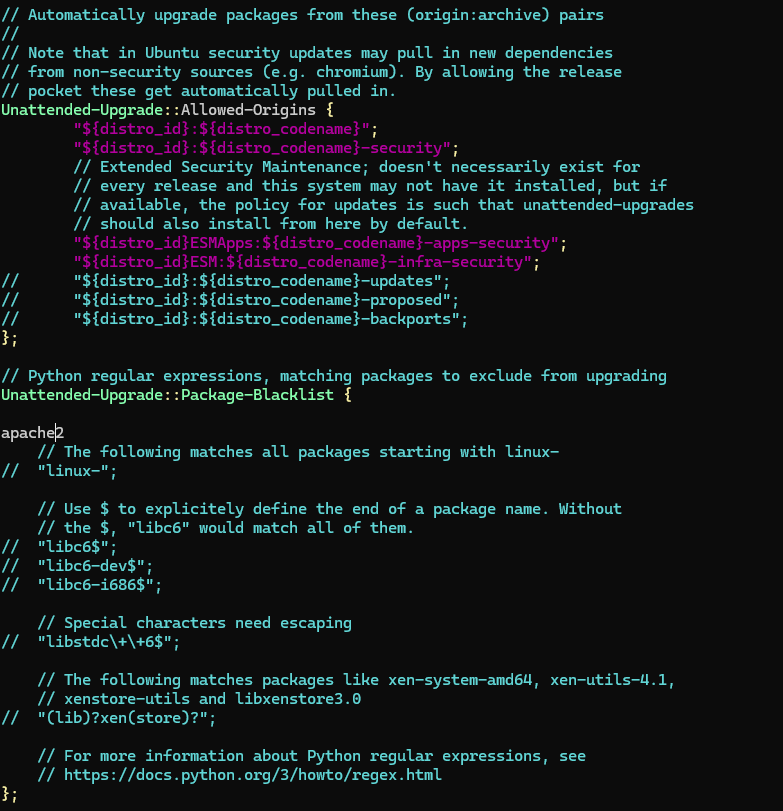 // Automatically upgrade packages from these (origin:archive) pairs
//
// Note that in Ubuntu security updates may pull in new dependencies
// from non-security sources (e.g. chromium). By allowing the release
// pocket these get automatically pulled in.
Unattended-Upgrade::Allowed-Origins {
        "${distro_id}:${distro_codename}";
        "${distro_id}:${distro_codename}-security";
        // Extended Security Maintenance; doesn't necessarily exist for
        // every release and this system may not have it installed, but if
        // available, the policy for updates is such that unattended-upgrades
        // should also install from here by default.
        "${distro_id}ESMApps:${distro_codename}-apps-security";
        "${distro_id}ESM:${distro_codename}-infra-security";
//      "${distro_id}:${distro_codename}-updates";
//      "${distro_id}:${distro_codename}-proposed";
//      "${distro_id}:${distro_codename}-backports";
};

// Python regular expressions, matching packages to exclude from upgrading
Unattended-Upgrade::Package-Blacklist {

apache2
    // The following matches all packages starting with linux-
//  "linux-";

    // Use $ to explicitely define the end of a package name. Without
    // the $, "libc6" would match all of them.
//  "libc6$";
//  "libc6-dev$";
//  "libc6-i686$";

    // Special characters need escaping
//  "libstdc\+\+6$";

    // The following matches packages like xen-system-amd64, xen-utils-4.1,
    // xenstore-utils and libxenstore3.0
//  "(lib)?xen(store)?";

    // For more information about Python regular expressions, see
    // https://docs.python.org/3/howto/regex.html
};